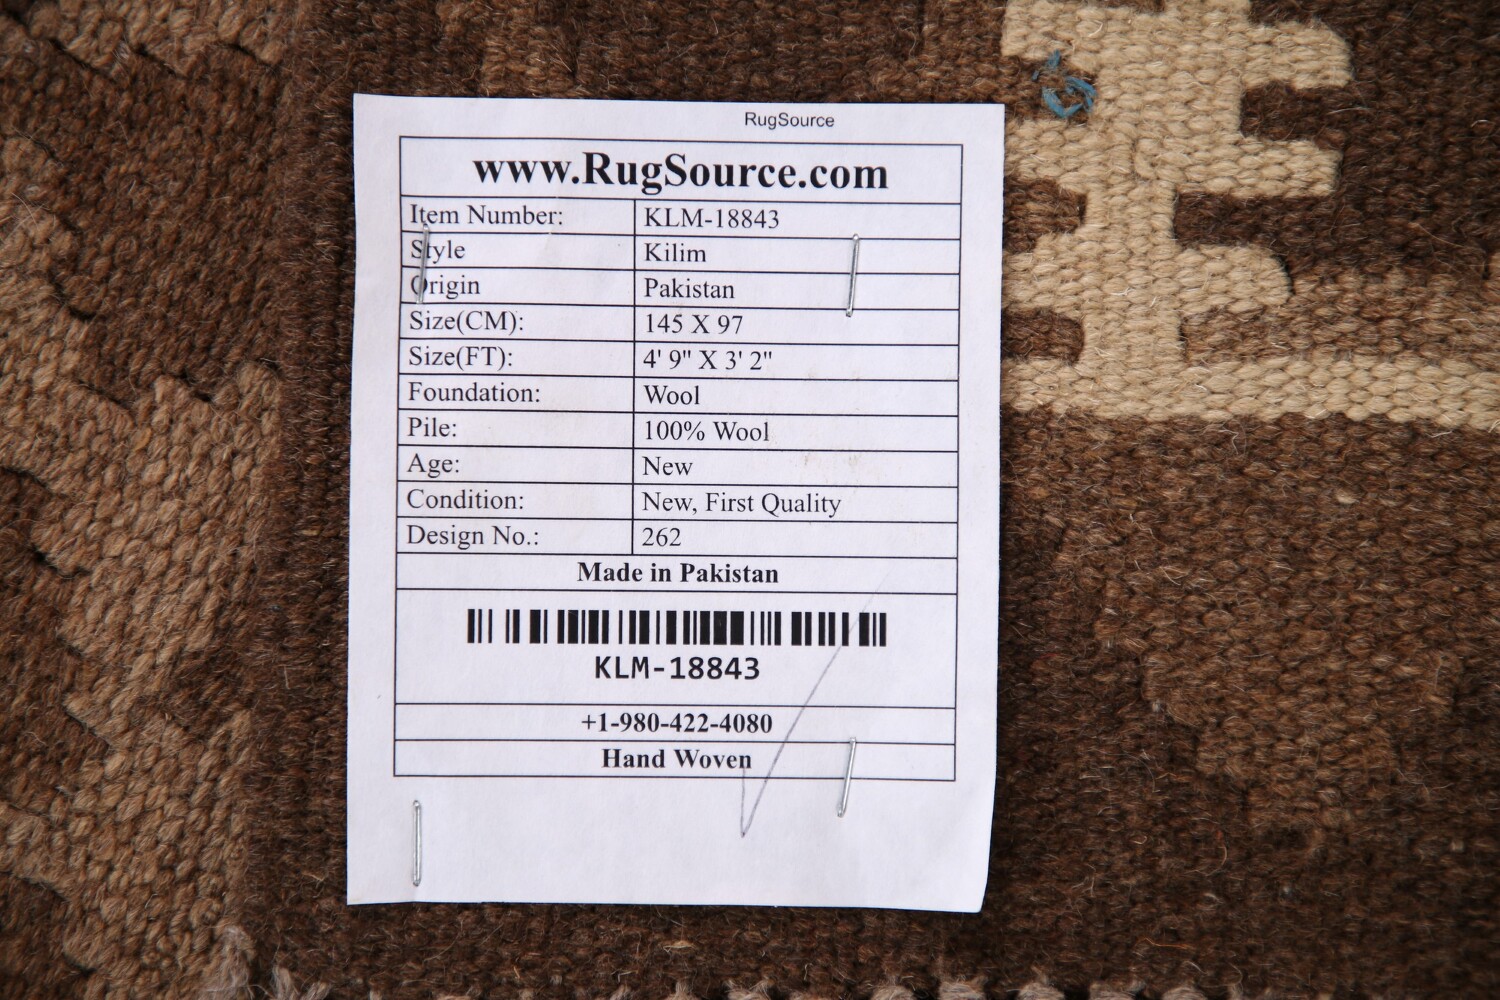 RugSource
www.RugSource.com
Item Number: KLM-18843
Style Kilim
Origin Pakistan
Size(CM): 145 X 97
Size(FT): 4' 9" X 3' 2"
Foundation: Wool
Pile: 100% Wool
Age: New
Condition: New, First Quality
Design No.: 262
Made in Pakistan
KLM-18843
+1-980-422-4080
Hand Woven